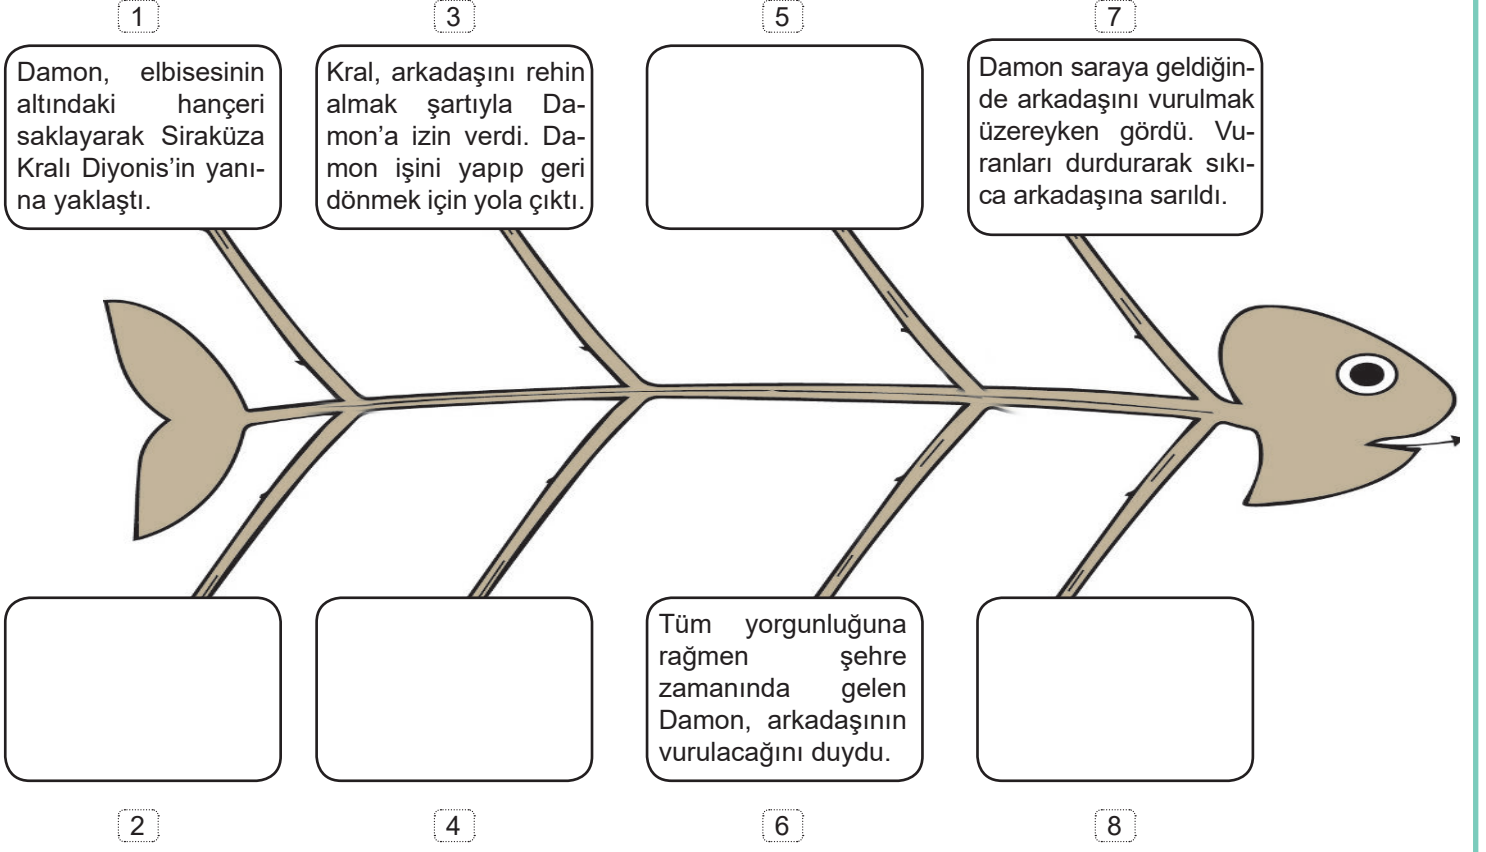 1
3
5
7
Damon, elbisesinin
altındaki hançeri
saklayarak Siraküza
Kralı Diyonis’in yanı-
na yaklaştı.
Kral, arkadaşını rehin
almak şartıyla Da-
mon’a izin verdi. Da-
mon işini yapıp geri
dönmek için yola çıktı.
Damon saraya geldiğin-
de arkadaşını vurulmak
üzereyken gördü. Vu-
ranları durdurarak sıkı-
ca arkadaşına sarıldı.
Tüm yorgunluğuna
rağmen şehre
zamanında gelen
Damon, arkadaşının
vurulacağını duydu.
2
4
6
8